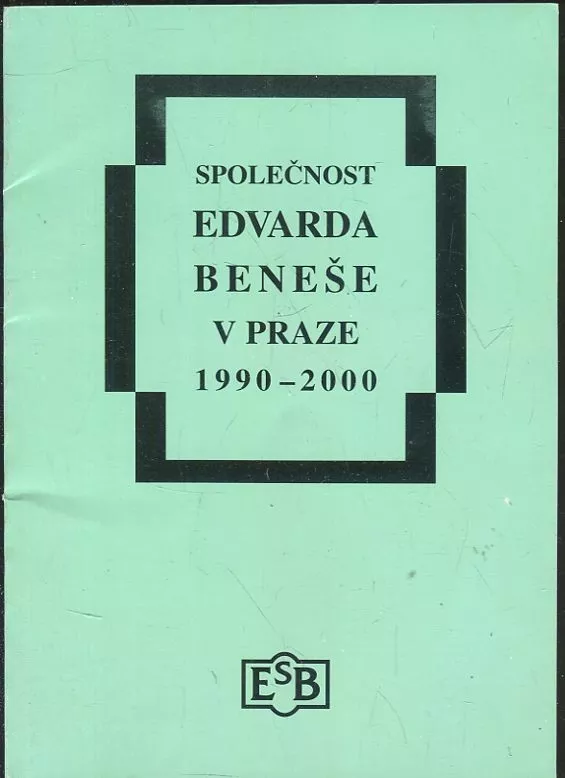 SPOLEČNOST
EDVARDA
BENEŠE
V PRAZE
1990–2000
ESB